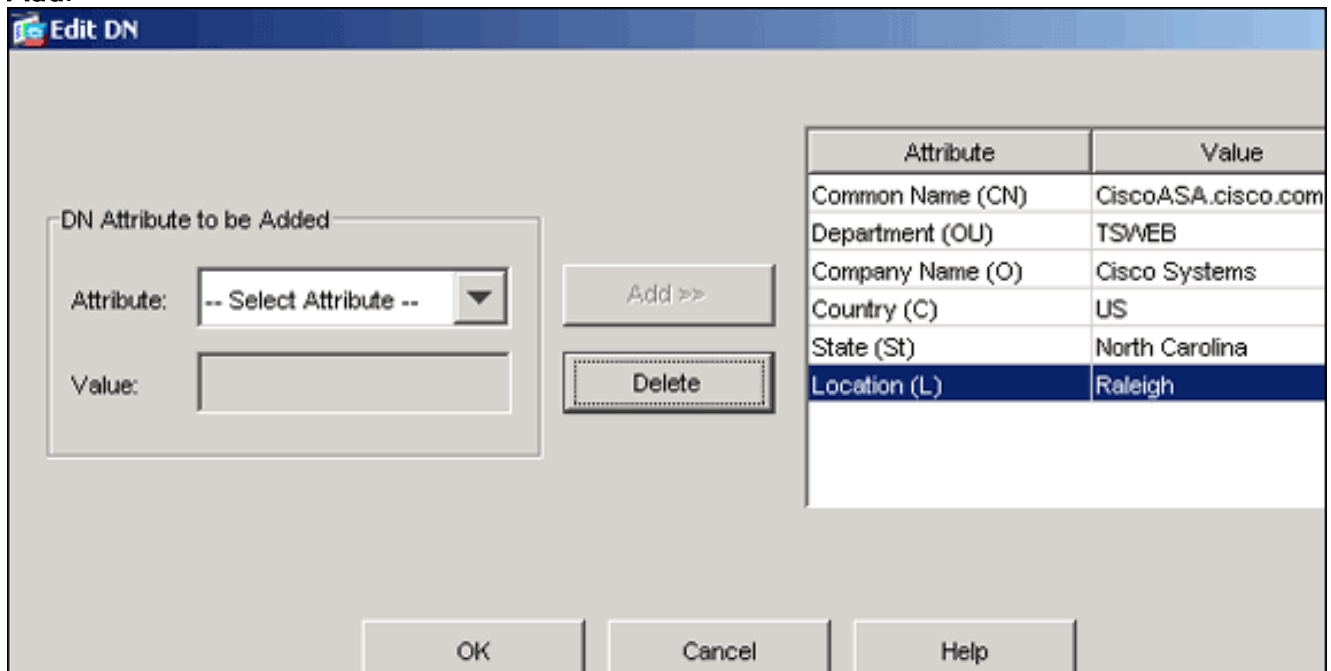 Edit DN
DN Attribute to be Added
Attribute:
-- Select Attribute --
Value:
Add >>
Delete
Attribute Value
Common Name (CN) CiscoASA.cisco.com
Department (OU) TSWEB
Company Name (O) Cisco Systems
Country (C) US
State (St) North Carolina
Location (L) Raleigh
OK Cancel Help